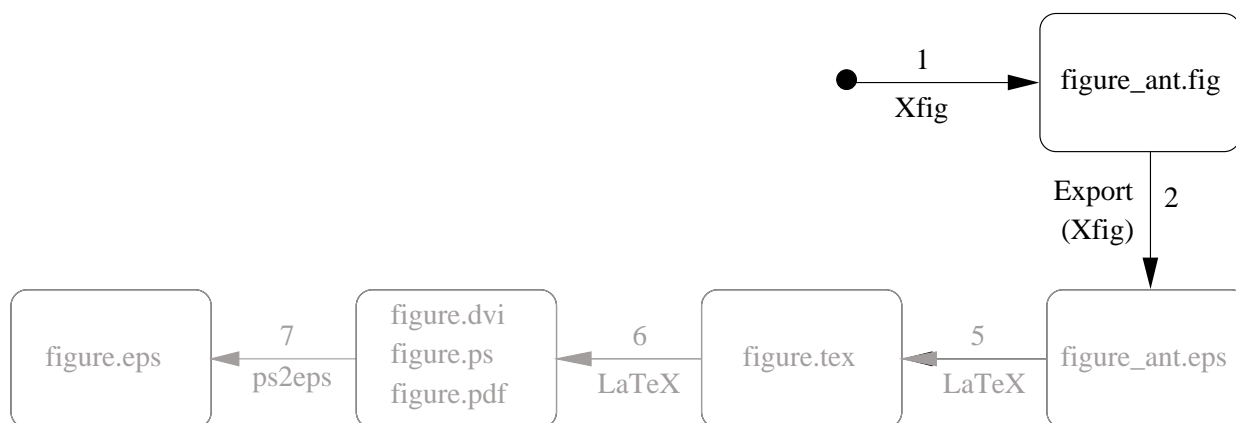 1
Xfig
figure_ant.fig
Export
(Xfig)
2
figure.eps
7
ps2eps
figure.dvi
figure.ps
figure.pdf
6
LaTeX
figure.tex
5
LaTeX
figure_ant.eps